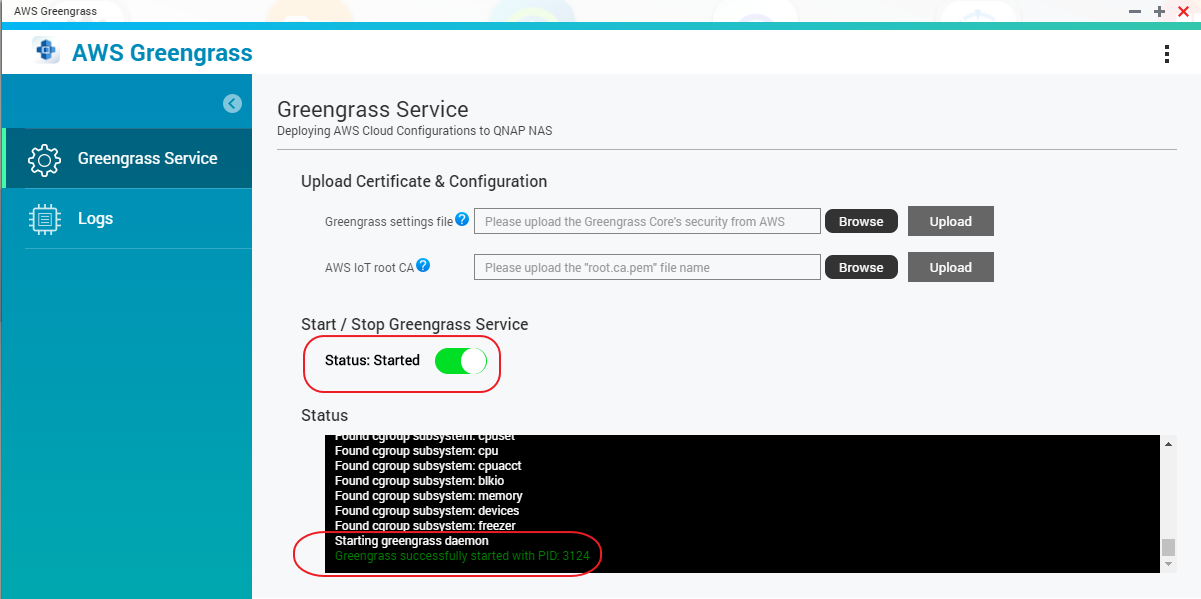 AWS Greengrass
AWS Greengrass
Greengrass Service
Logs
Greengrass Service
Deploying AWS Cloud Configurations to QNAP NAS
Upload Certificate & Configuration
Greengrass settings file ? Please upload the Greengrass Core's security from AWS Browse Upload
AWS IoT root CA ? Please upload the "root.ca.pem" file name Browse Upload
Start / Stop Greengrass Service
Status: Started
Status
Found cgroup subsystem: cpuset
Found cgroup subsystem: cpu
Found cgroup subsystem: cpuacct
Found cgroup subsystem: blkio
Found cgroup subsystem: memory
Found cgroup subsystem: devices
Found cgroup subsystem: freezer
Starting greengrass daemon
Greengrass successfully started with PID: 3124